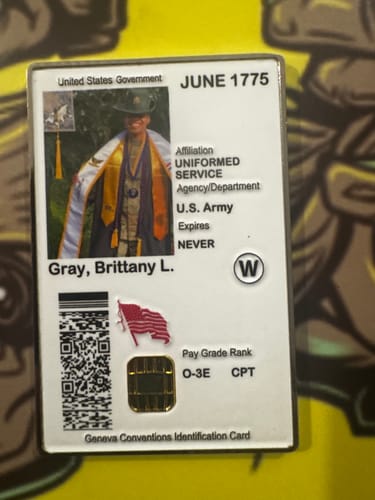 United States Government
JUNE 1775
Affiliation
UNIFORMED
SERVICE
Agency/Department
U.S. Army
Expires
NEVER
Gray, Brittany L.
W
Pay Grade Rank
O-3E CPT
Geneva Conventions Identification Card